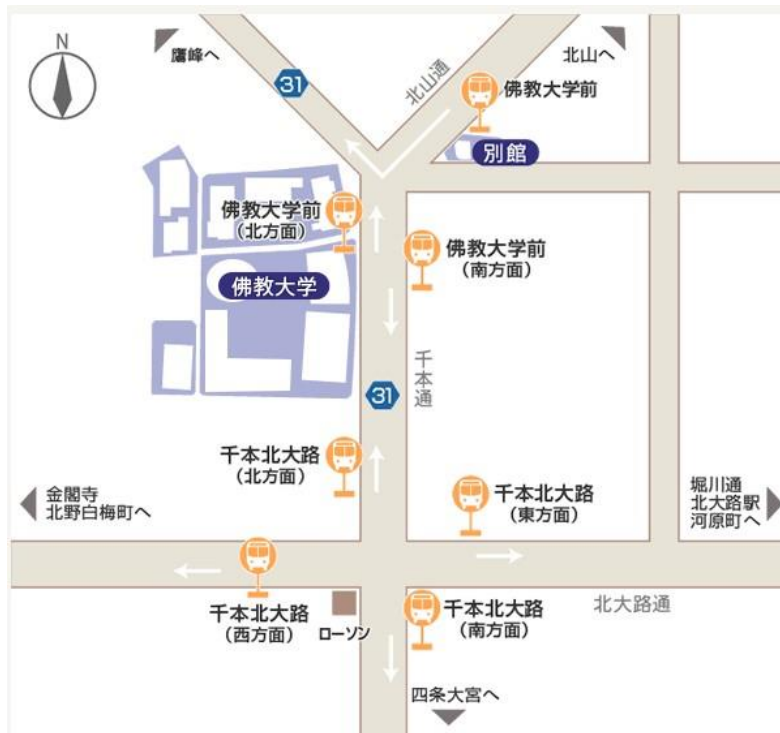 N
鷹峰へ
31
北山通
北山へ
佛教大学前
別館
佛教大学前
(北方面)
佛教大学前
(南方面)
佛教大学
千本通
31
千本北大路
(北方面)
千本北大路
(東方面)
金閣寺
北野白梅町へ
堀川通
北大路駅
河原町へ
千本北大路
(西方面)
ローソン
千本北大路
(南方面)
北大路通
四条大宮へ